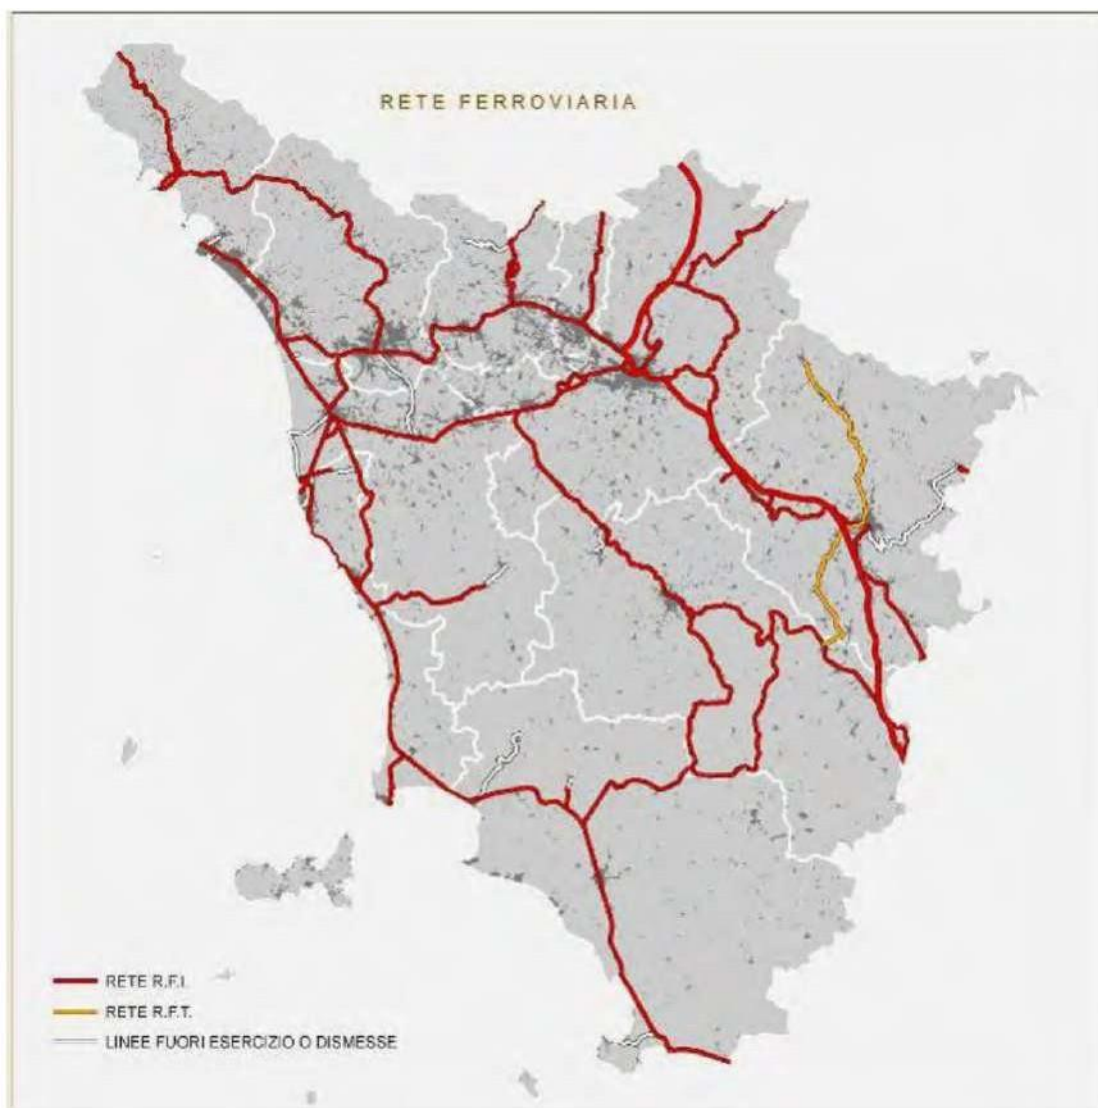 RETE FERROVIARIA
RETE R.F.I.
RETE R.F.T.
LINEE FUORI ESERCIZIO O DISMESSE